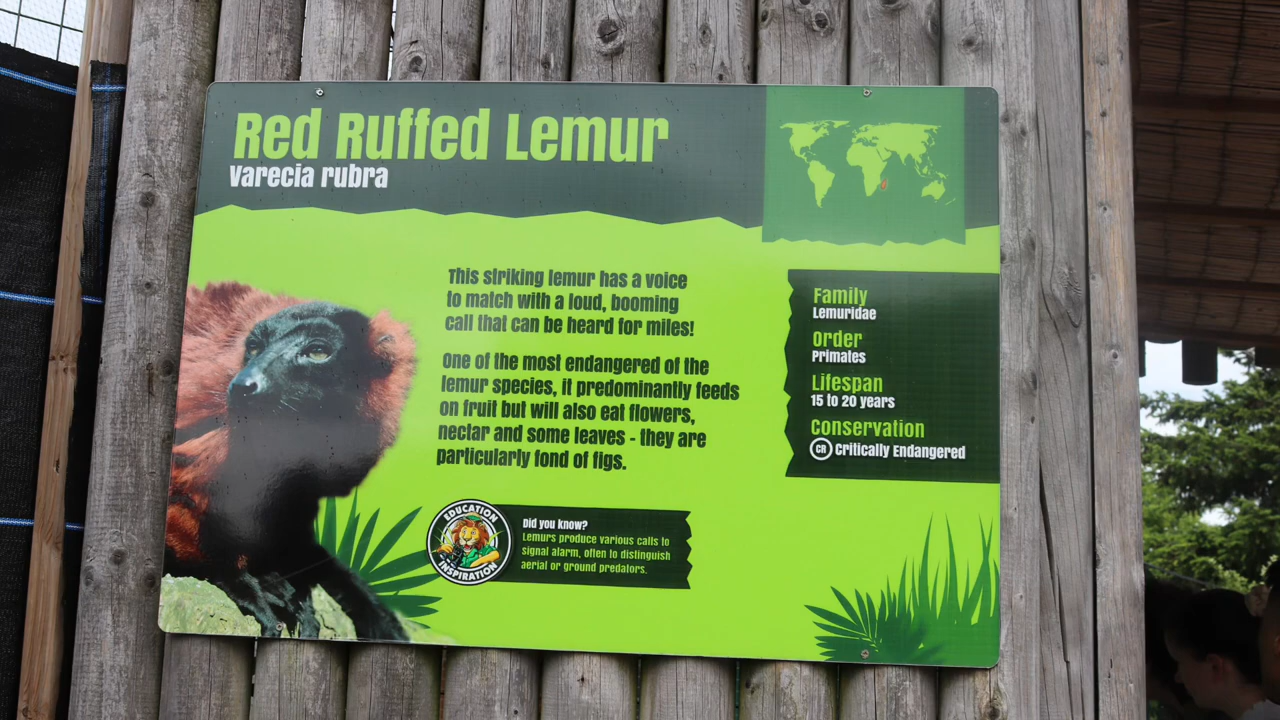 Red Ruffed Lemur
Varecia rubra
This striking lemur has a voice
to match with a loud, booming
call that can be heard for miles!
One of the most endangered of the
lemur species, it predominantly feeds
on fruit but will also eat flowers,
nectar and some leaves - they are
particularly fond of figs.
Family
Lemuridae
Order
Primates
Lifespan
15 to 20 years
Conservation
CR Critically Endangered
EDUCATION
INSPIRATION
Did you know?
Lemurs produce various calls to
signal alarm, often to distinguish
aerial or ground predators.